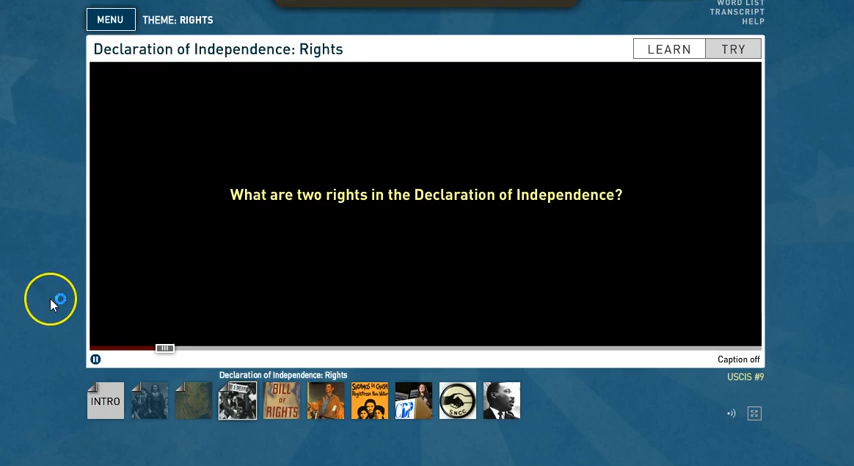 WORD LIST
MENU
THEME: RIGHTS
TRANSCRIPT
HELP
Declaration of Independence: Rights
LEARN
TRY
What are two rights in the Declaration of Independence?
Caption off
Declaration of Independence: Rights
USCIS #9
INTRO
BILL
OF
RIGHTS
SNCC